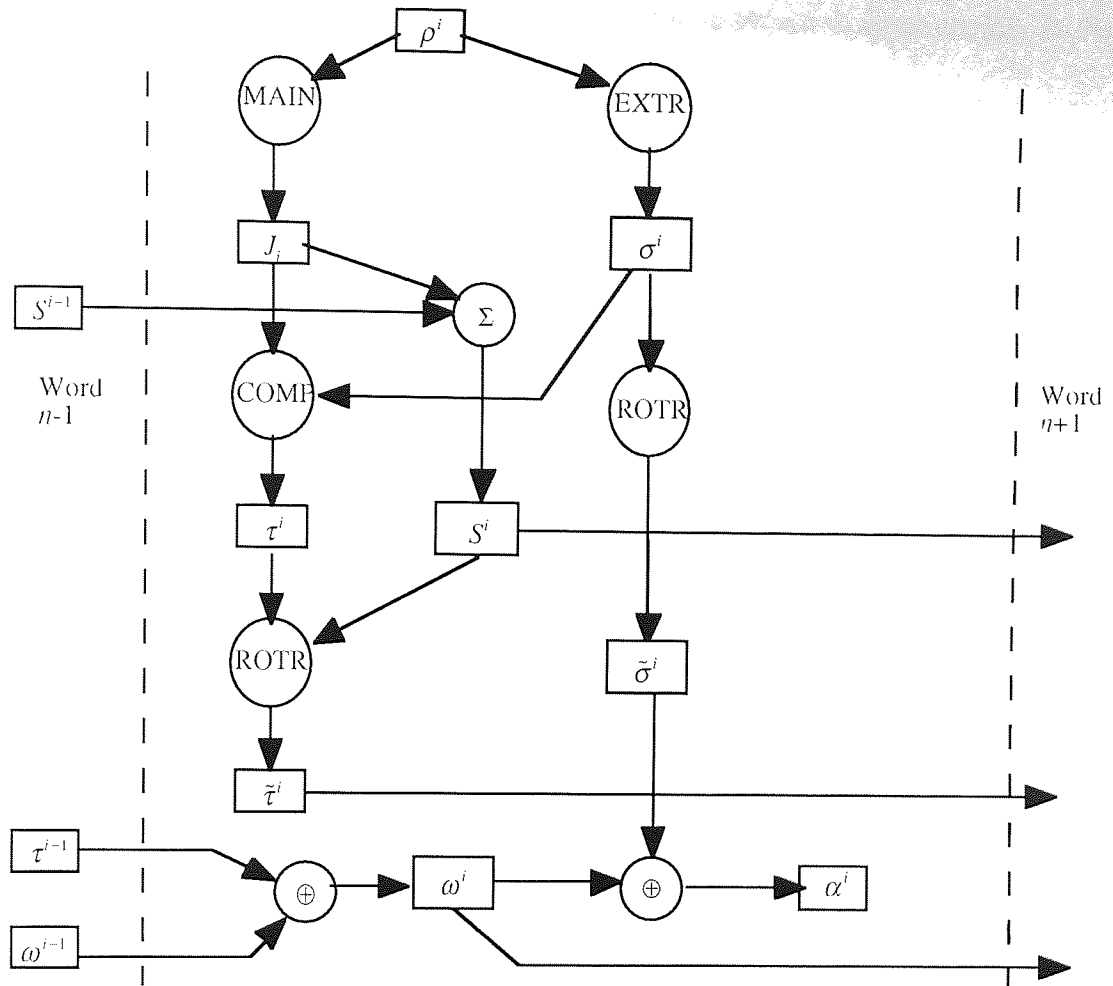 ρ^i
MAIN
EXTR
J_i
σ^i
S^{i-1}
Σ
Word
n-1
COMP
ROTR
Word
n+1
τ^i
S^i
ROTR
σ̃^i
τ̃^i
τ^{i-1}
⊕
ω^i
⊕
α^i
ω^{i-1}